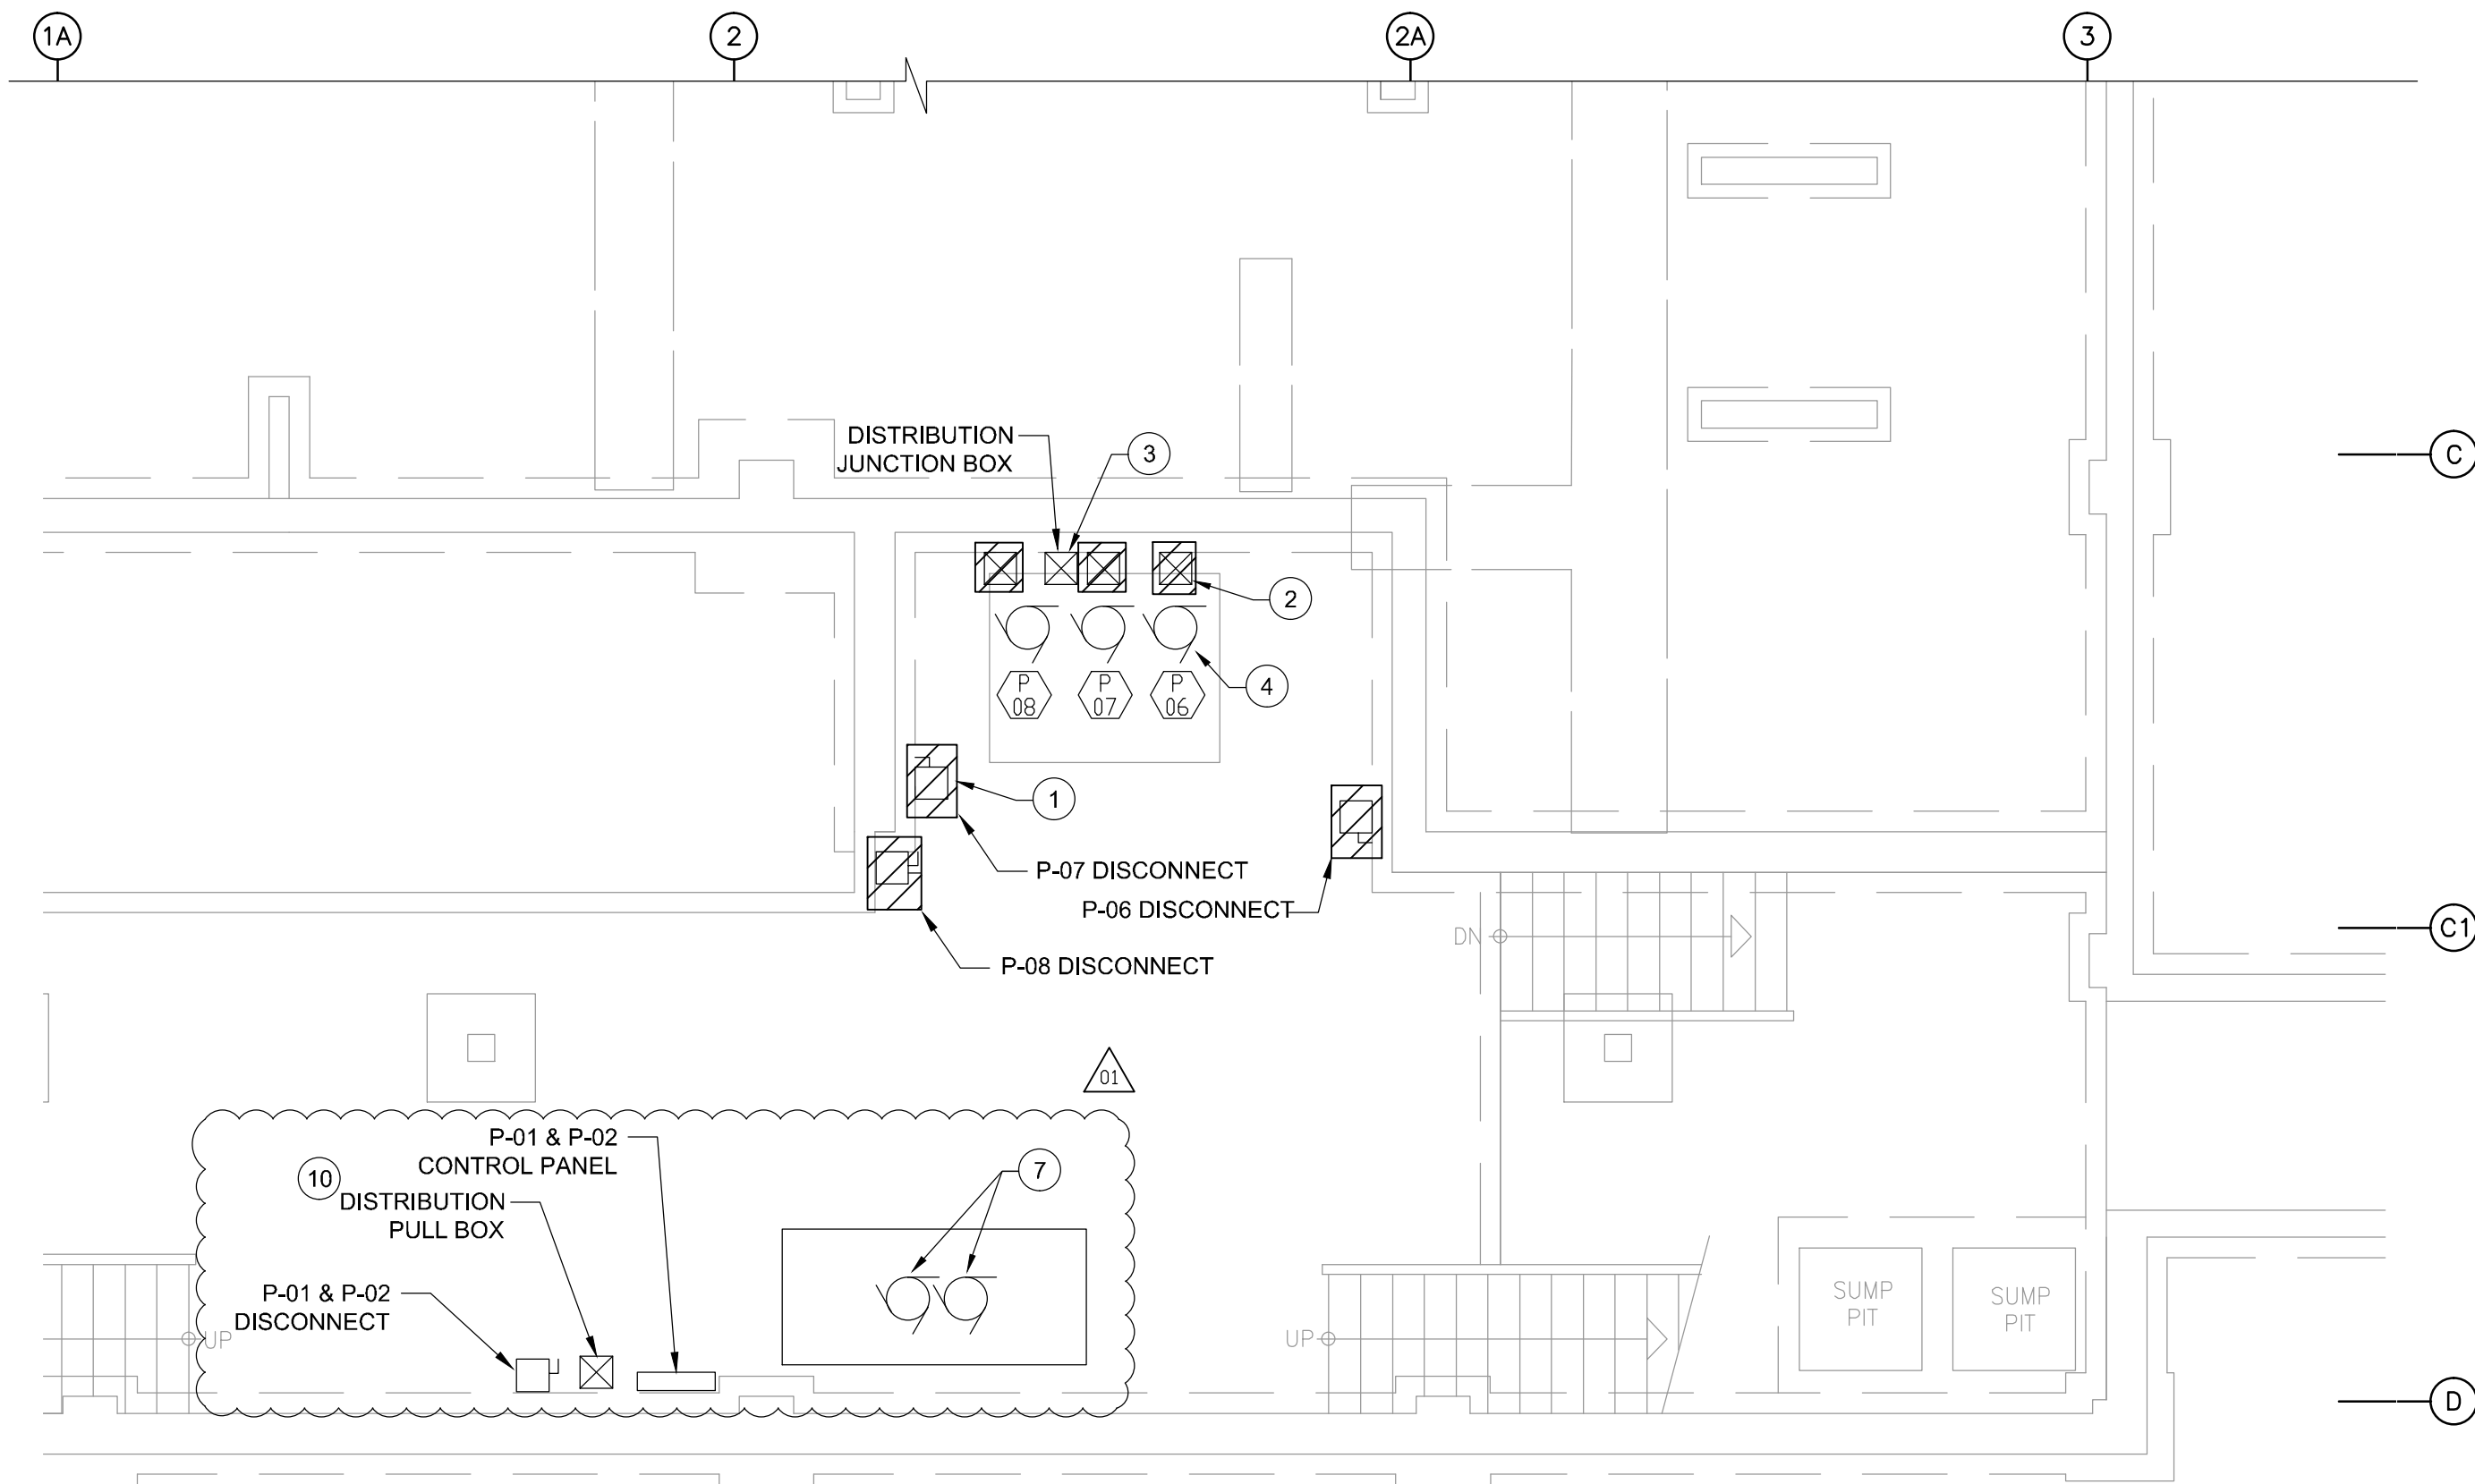 1A
2
2A
3
DISTRIBUTION
JUNCTION BOX
3
C
2
P
08
P
07
P
06
4
1
P-07 DISCONNECT
P-06 DISCONNECT
P-08 DISCONNECT
DN
C1
01
P-01 & P-02
CONTROL PANEL
10
7
DISTRIBUTION
PULL BOX
P-01 & P-02
DISCONNECT
UP
UP
SUMP
PIT
SUMP
PIT
D